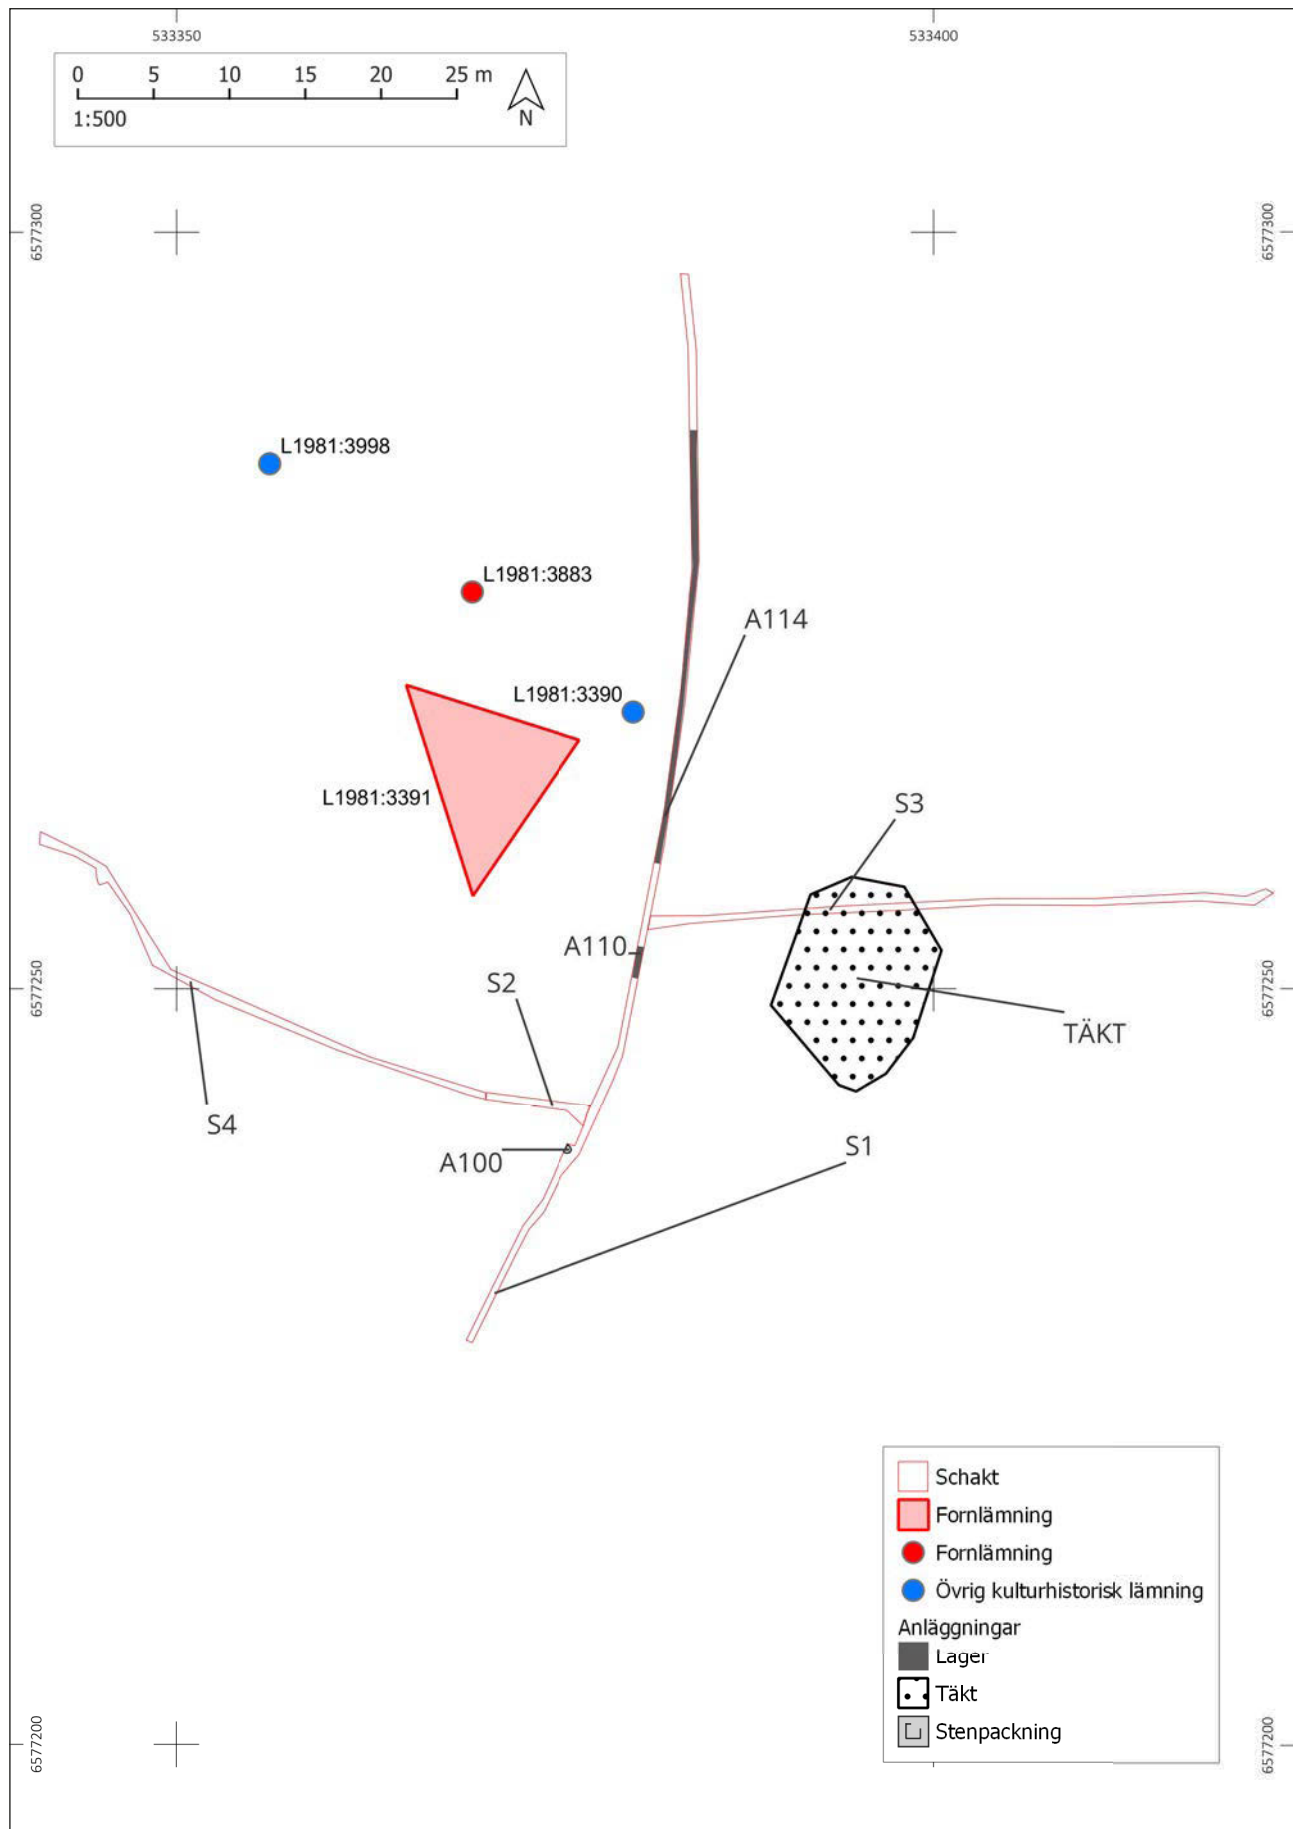 533350
533400
0 5 10 15 20 25 m
1:500
N
6577300
6577300
L1981:3998
L1981:3883
A114
L1981:3390
L1981:3391
S3
A110
S2
6577250
6577250
TÄKT
S4
A100
S1
Schakt
Fornlämning
Fornlämning
Övrig kulturhistorisk lämning
Anläggningar
Lager
Täkt
Stenpackning
6577200
6577200